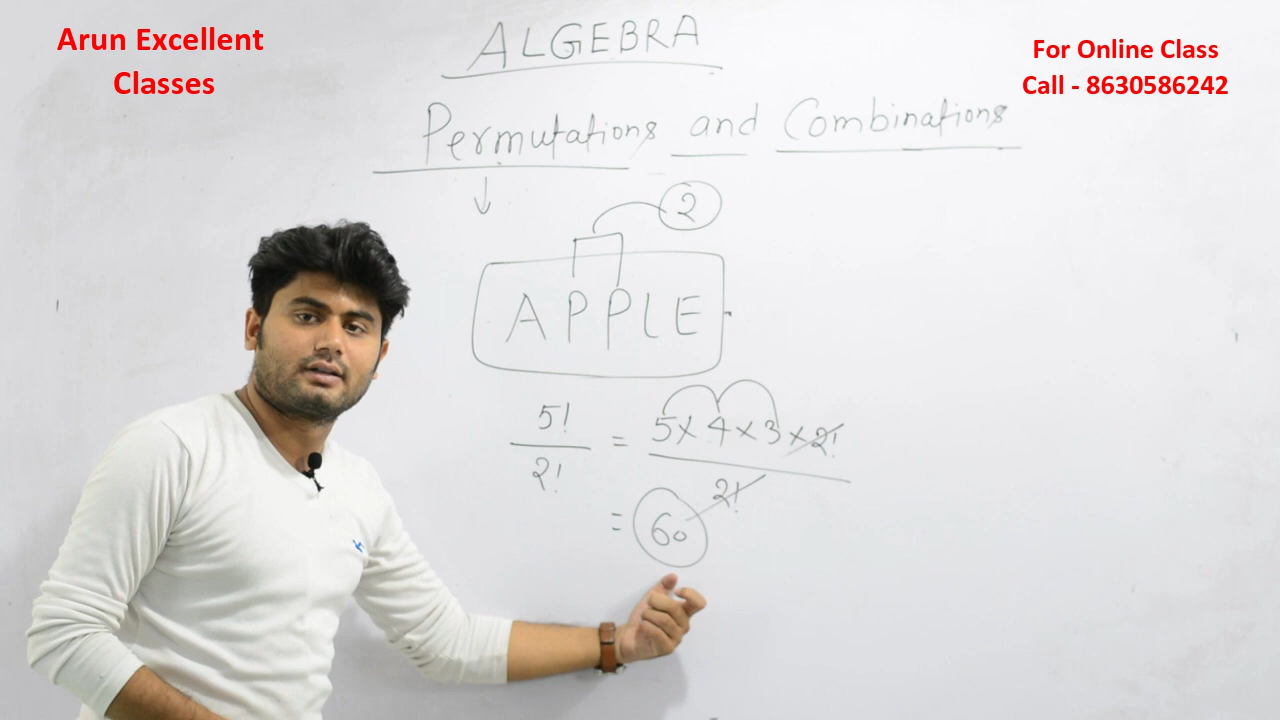 Arun Excellent
Classes
For Online Class
Call - 8630586242
ALGEBRA
Permutations and Combinations
↓
2
APPLE
5!/2! = 5×4×3×2!/2!
= 60